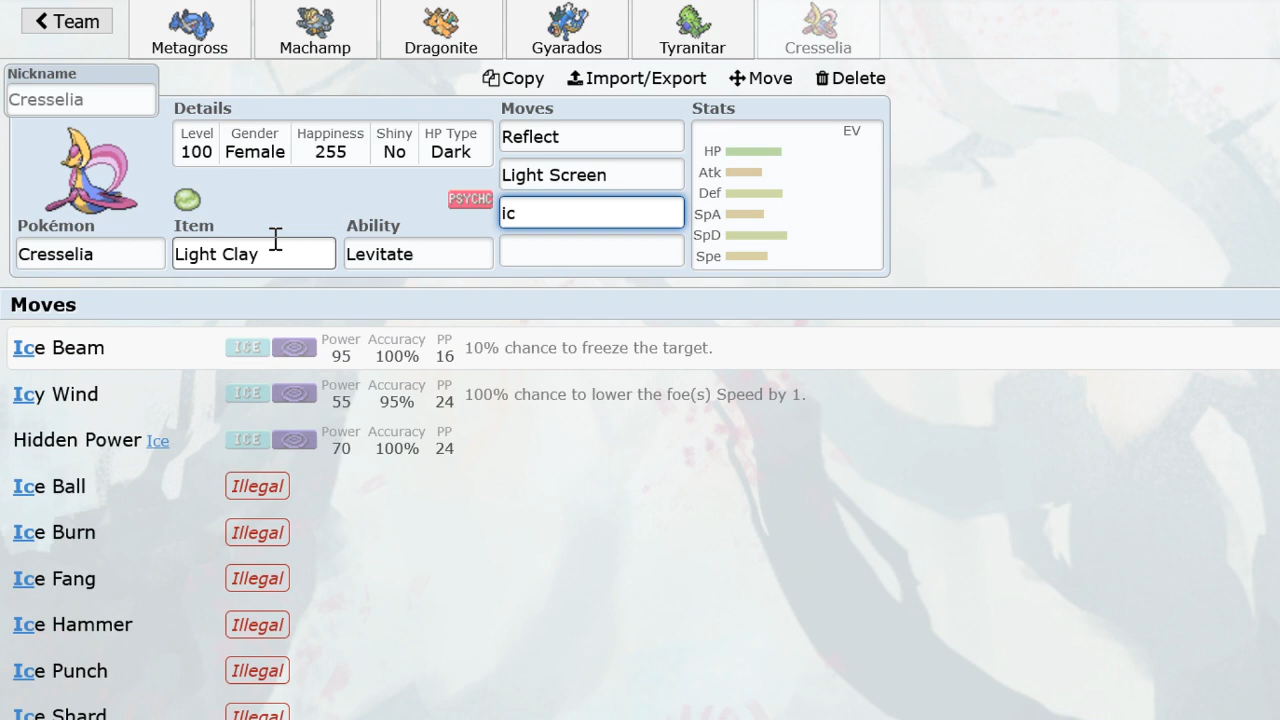 Team
Metagross
Machamp
Dragonite
Gyarados
Tyranitar
Cresselia
Nickname
Cresselia
Copy
Import/Export
Move
Delete
Details
Level
Gender
Happiness
Shiny
HP Type
100
Female
255
No
Dark
PSYCHC
Pokémon
Cresselia
Item
Light Clay
Ability
Levitate
Moves
Reflect
Light Screen
ic
Stats
EV
HP
Atk
Def
SpA
SpD
Spe
Moves
Ice Beam ICE Power 95 Accuracy 100% PP 16 10% chance to freeze the target.
Icy Wind ICE Power 55 Accuracy 95% PP 24 100% chance to lower the foe(s) Speed by 1.
Hidden Power Ice ICE Power 70 Accuracy 100% PP 24
Ice Ball Illegal
Ice Burn Illegal
Ice Fang Illegal
Ice Hammer Illegal
Ice Punch Illegal
Ice Shard Illegal